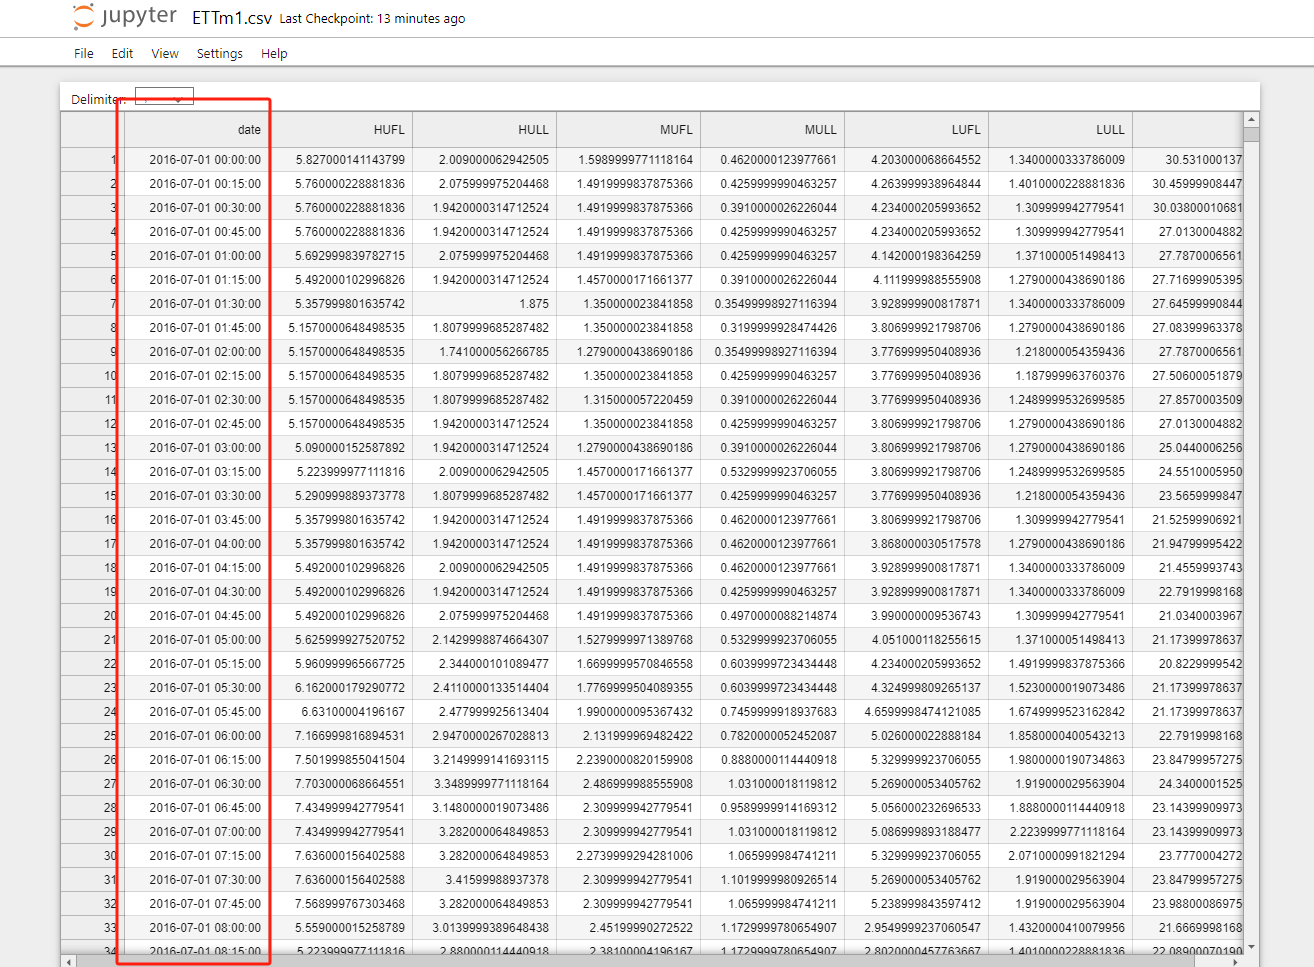 jupyter ETTm1.csv Last Checkpoint: 13 minutes ago
File Edit View Settings Help
Delimiter: ,
date HUFL HULL MUFL MULL LUFL LULL
1 2016-07-01 00:00:00 5.827000141143799 2.009000062942505 1.5989999771118164 0.4620000123977661 4.203000068664552 1.3400000333786009 30.531000137
2 2016-07-01 00:15:00 5.760000228881836 2.075999975204468 1.4919999837875366 0.4259999990463257 4.263999938964844 1.4010000228881836 30.45999908447
3 2016-07-01 00:30:00 5.760000228881836 1.9420000314712524 1.4919999837875366 0.3910000026226044 4.234000205993652 1.309999942779541 30.03800010681
4 2016-07-01 00:45:00 5.760000228881836 1.9420000314712524 1.4919999837875366 0.4259999990463257 4.234000205993652 1.309999942779541 27.0130004882
5 2016-07-01 01:00:00 5.692999839782715 2.075999975204468 1.4919999837875366 0.4259999990463257 4.142000198364259 1.371000051498413 27.7870006561
6 2016-07-01 01:15:00 5.492000102996826 1.9420000314712524 1.4570000171661377 0.3910000026226044 4.111999988555908 1.2790000438690186 27.71699905395
7 2016-07-01 01:30:00 5.357999801635742 1.875 1.350000023841858 0.35499998927116394 3.928999900817871 1.3400000333786009 27.64599990844
8 2016-07-01 01:45:00 5.1570000648498535 1.8079999685287482 1.350000023841858 0.3199999928474426 3.806999921798706 1.2790000438690186 27.08399963378
9 2016-07-01 02:00:00 5.1570000648498535 1.741000056266785 1.2790000438690186 0.35499998927116394 3.776999950408936 1.218000054359436 27.7870006561
10 2016-07-01 02:15:00 5.1570000648498535 1.8079999685287482 1.350000023841858 0.4259999990463257 3.776999950408936 1.187999963760376 27.50600051879
11 2016-07-01 02:30:00 5.1570000648498535 1.8079999685287482 1.315000057220459 0.3910000026226044 3.776999950408936 1.2489999532699585 27.8570003509
12 2016-07-01 02:45:00 5.1570000648498535 1.9420000314712524 1.350000023841858 0.4259999990463257 3.806999921798706 1.2790000438690186 27.0130004882
13 2016-07-01 03:00:00 5.090000152587892 1.9420000314712524 1.2790000438690186 0.3910000026226044 3.806999921798706 1.2790000438690186 25.0440006256
14 2016-07-01 03:15:00 5.223999977111816 2.009000062942505 1.4570000171661377 0.5329999923706055 3.806999921798706 1.2489999532699585 24.5510005950
15 2016-07-01 03:30:00 5.290999889373778 1.8079999685287482 1.4570000171661377 0.4259999990463257 3.776999950408936 1.218000054359436 23.5659999847
16 2016-07-01 03:45:00 5.357999801635742 1.9420000314712524 1.4919999837875366 0.4620000123977661 3.806999921798706 1.309999942779541 21.52599906921
17 2016-07-01 04:00:00 5.357999801635742 1.9420000314712524 1.4919999837875366 0.4620000123977661 3.868000030517578 1.2790000438690186 21.94799995422
18 2016-07-01 04:15:00 5.492000102996826 2.009000062942505 1.4919999837875366 0.4620000123977661 3.928999900817871 1.3400000333786009 21.4559993743
19 2016-07-01 04:30:00 5.492000102996826 1.9420000314712524 1.4919999837875366 0.4259999990463257 3.928999900817871 1.3400000333786009 22.7919998168
20 2016-07-01 04:45:00 5.492000102996826 2.075999975204468 1.4919999837875366 0.4970000088214874 3.990000009536743 1.309999942779541 21.0340003967
21 2016-07-01 05:00:00 5.625999927520752 2.1429998874664307 1.5279999971389768 0.5329999923706055 4.051000118255615 1.371000051498413 21.17399978637
22 2016-07-01 05:15:00 5.960999965667725 2.344000101089477 1.6699999570846558 0.6039999723434448 4.234000205993652 1.4919999837875366 20.8229999542
23 2016-07-01 05:30:00 6.162000179290772 2.4110000133514404 1.7769999504089355 0.6039999723434448 4.324999809265137 1.5230000019073486 21.17399978637
24 2016-07-01 05:45:00 6.63100004196167 2.477999925613404 1.9900000095367432 0.7459999918937683 4.6599998474121085 1.6749999523162842 21.17399978637
25 2016-07-01 06:00:00 7.166999816894531 2.9470000267028813 2.131999969482422 0.7820000052452087 5.026000022888184 1.8580000400543213 22.7919998168
26 2016-07-01 06:15:00 7.501999855041504 3.2149999141693115 2.2390000820159908 0.8880000114440918 5.329999923706055 1.9800000190734863 23.84799957275
27 2016-07-01 06:30:00 7.703000068664551 3.3489999771118164 2.486999988555908 1.031000018119812 5.269000053405762 1.919000029563904 24.3400001525
28 2016-07-01 06:45:00 7.434999942779541 3.1480000019073486 2.309999942779541 0.9589999914169312 5.056000232696533 1.8880000114440918 23.14399909973
29 2016-07-01 07:00:00 7.434999942779541 3.282000064849853 2.309999942779541 1.031000018119812 5.086999893188477 2.2239999771118164 23.14399909973
30 2016-07-01 07:15:00 7.636000156402588 3.282000064849853 2.2739999294281006 1.065999984741211 5.329999923706055 2.0710000991821294 23.7770004272
31 2016-07-01 07:30:00 7.636000156402588 3.41599988937378 2.309999942779541 1.1019999980926514 5.269000053405762 1.919000029563904 23.84799957275
32 2016-07-01 07:45:00 7.568999767303468 3.282000064849853 2.309999942779541 1.065999984741211 5.238999843597412 1.919000029563904 23.98800086975
33 2016-07-01 08:00:00 5.559000015258789 3.0139999389648438 2.45199990272522 1.1729999780654907 2.9549999237060547 1.4320000410079956 21.6669998168
34 2016-07-01 08:15:00 5.223999977111816 2.880000114440918 2.38100004196167 1.1729999780654907 2.8020000457763667 1.4010000228881836 22.08900070190